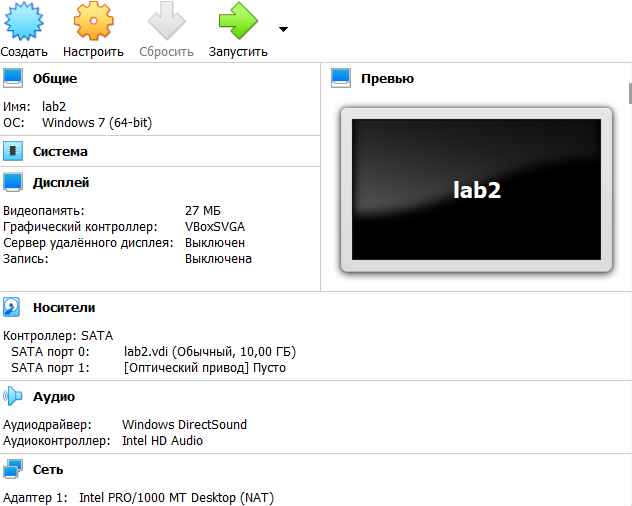 Создать Настроить Сбросить Запустить
Общие
Имя: lab2
ОС: Windows 7 (64-bit)
Превью
lab2
Система
Дисплей
Видеопамять: 27 МБ
Графический контроллер: VBoxSVGA
Сервер удалённого дисплея: Выключен
Запись: Выключена
Носители
Контроллер: SATA
SATA порт 0: lab2.vdi (Обычный, 10,00 ГБ)
SATA порт 1: [Оптический привод] Пусто
Аудио
Аудиодрайвер: Windows DirectSound
Аудиоконтроллер: Intel HD Audio
Сеть
Адаптер 1: Intel PRO/1000 MT Desktop (NAT)